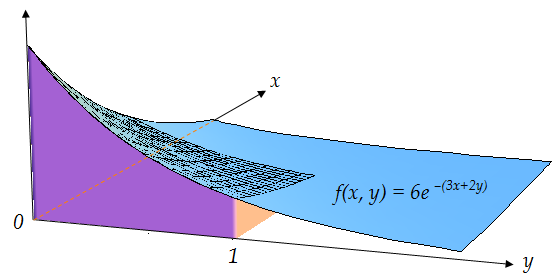 x
f(x, y) = 6e^–(3x+2y)
0
1
y